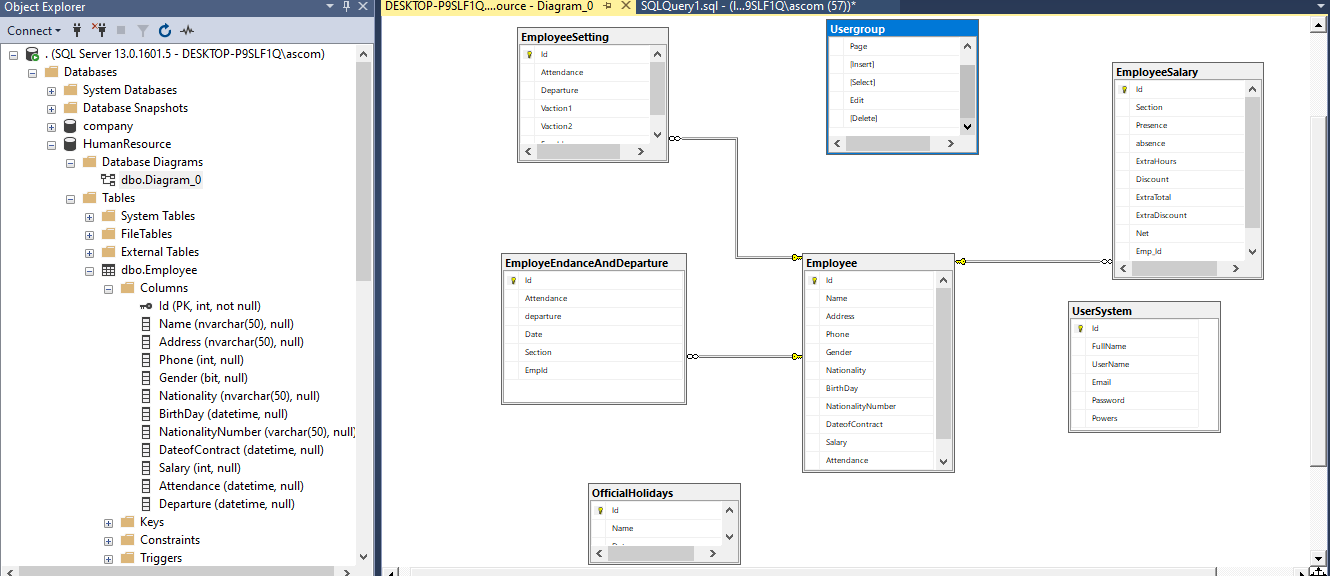 Object Explorer
Connect
. (SQL Server 13.0.1601.5 - DESKTOP-P9SLF1Q\ascom)
Databases
System Databases
Database Snapshots
company
HumanResource
Database Diagrams
dbo.Diagram_0
Tables
System Tables
FileTables
External Tables
dbo.Employee
Columns
Id (PK, int, not null)
Name (nvarchar(50), null)
Address (nvarchar(50), null)
Phone (int, null)
Gender (bit, null)
Nationality (nvarchar(50), null)
BirthDay (datetime, null)
NationalityNumber (varchar(50), null)
DateofContract (datetime, null)
Salary (int, null)
Attendance (datetime, null)
Departure (datetime, null)
Keys
Constraints
Triggers
DESKTOP-P9SLF1Q....ource - Diagram_0
SQLQuery1.sql - (l...9SLF1Q\ascom (57))*
EmployeeSetting
Id
Attendance
Departure
Vaction1
Vaction2
Usergroup
Page
[Insert]
[Select]
Edit
[Delete]
EmployeeSalary
Id
Section
Presence
absence
ExtraHours
Discount
ExtraTotal
ExtraDiscount
Net
Emp_Id
EmployeEndanceAndDeparture
Id
Attendance
departure
Date
Section
EmpId
Employee
Id
Name
Address
Phone
Gender
Nationality
BirthDay
NationalityNumber
DateofContract
Salary
Attendance
UserSystem
Id
FullName
UserName
Email
Password
Powers
OfficialHolidays
Id
Name